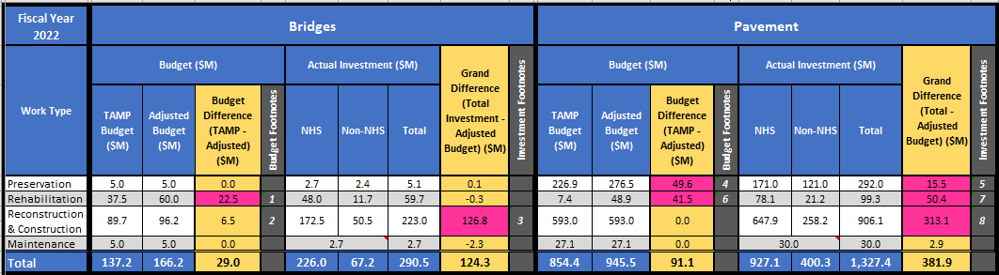 Fiscal Year 2022 Bridges Pavement
Work Type Budget ($M) Actual Investment ($M) Grand Difference (Total Investment - Adjusted Budget) ($M) Investment Footnotes Budget ($M) Actual Investment ($M) Grand Difference (Total - Adjusted Budget) ($M) Investment Footnotes
TAMP Budget ($M) Adjusted Budget ($M) Budget Difference (TAMP - Adjusted) ($M) Budget Footnotes NHS Non-NHS Total TAMP Budget ($M) Adjusted Budget ($M) Budget Difference (TAMP - Adjusted) ($M) Budget Footnotes NHS Non-NHS Total
Preservation 5.0 5.0 0.0 2.7 2.4 5.1 0.1 226.9 276.5 49.6 4 171.0 121.0 292.0 15.5 5
Rehabilitation 37.5 60.0 22.5 1 48.0 11.7 59.7 -0.3 7.4 48.9 41.5 6 78.1 21.2 99.3 50.4 7
Reconstruction & Construction 89.7 96.2 6.5 2 172.5 50.5 223.0 126.8 3 593.0 593.0 0.0 647.9 258.2 906.1 313.1 8
Maintenance 5.0 5.0 0.0 2.7 2.7 -2.3 27.1 27.1 0.0 30.0 30.0 2.9
Total 137.2 166.2 29.0 226.0 67.2 290.5 124.3 854.4 945.5 91.1 927.1 400.3 1,327.4 381.9